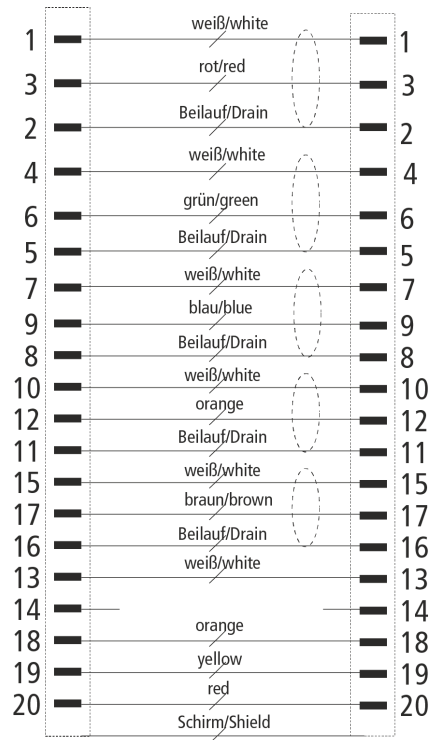 weiß/white
1 1
rot/red
3 3
Beilauf/Drain
2 2
weiß/white
4 4
grün/green
6 6
Beilauf/Drain
5 5
weiß/white
7 7
blau/blue
9 9
Beilauf/Drain
8 8
weiß/white
10 10
orange
12 12
Beilauf/Drain
11 11
weiß/white
15 15
braun/brown
17 17
Beilauf/Drain
16 16
weiß/white
13 13
14 14
orange
18 18
yellow
19 19
red
20 20
Schirm/Shield